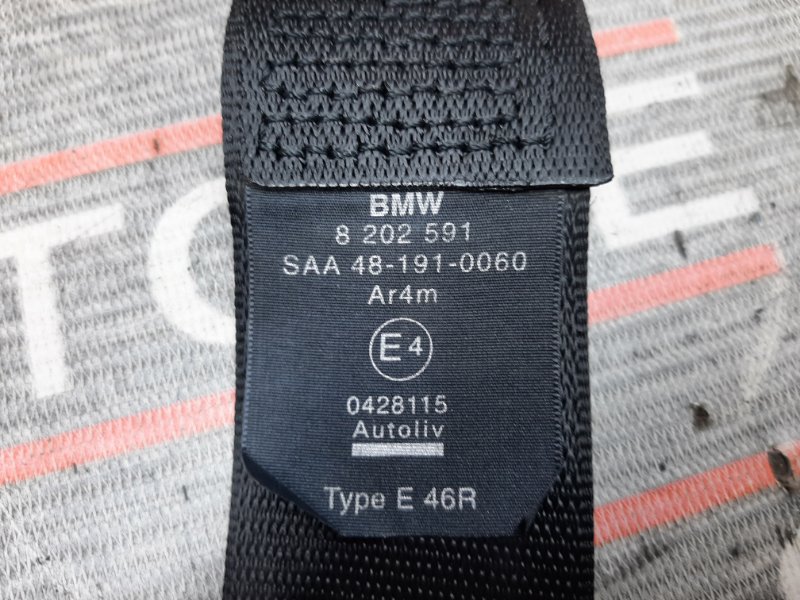 BMW
8 202 591
SAA 48-191-0060
Ar4m
E4
0428115
Autoliv
Type E 46R